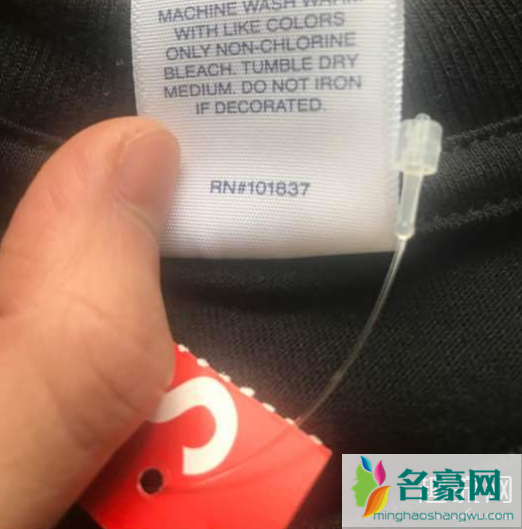 MACHINE WASH WARM
WITH LIKE COLORS
ONLY NON-CHLORINE
BLEACH. TUMBLE DRY
MEDIUM. DO NOT IRON
IF DECORATED.
RN#101837
S
名豪网
minghaoshangwu.com